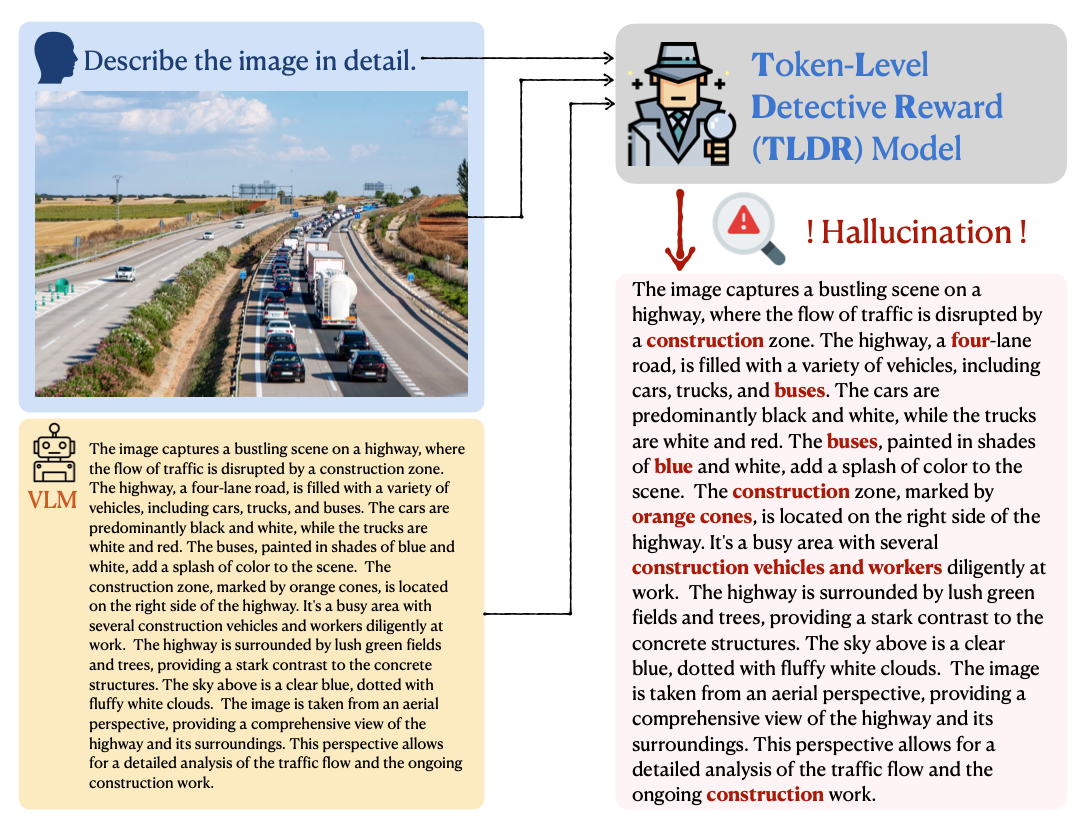 Describe the image in detail.
VLM
The image captures a bustling scene on a highway, where
the flow of traffic is disrupted by a construction zone.
The highway, a four-lane road, is filled with a variety of
vehicles, including cars, trucks, and buses. The cars are
predominantly black and white, while the trucks are
white and red. The buses, painted in shades of blue and
white, add a splash of color to the scene.  The
construction zone, marked by orange cones, is located
on the right side of the highway. It's a busy area with
several construction vehicles and workers diligently at
work.  The highway is surrounded by lush green fields
and trees, providing a stark contrast to the concrete
structures. The sky above is a clear blue, dotted with
fluffy white clouds.  The image is taken from an aerial
perspective, providing a comprehensive view of the
highway and its surroundings. This perspective allows
for a detailed analysis of the traffic flow and the ongoing
construction work.
Token-Level
Detective Reward
(TLDR) Model
! Hallucination !
The image captures a bustling scene on a
highway, where the flow of traffic is disrupted by
a construction zone. The highway, a four-lane
road, is filled with a variety of vehicles, including
cars, trucks, and buses. The cars are
predominantly black and white, while the trucks
are white and red. The buses, painted in shades
of blue and white, add a splash of color to the
scene.  The construction zone, marked by
orange cones, is located on the right side of the
highway. It's a busy area with several
construction vehicles and workers diligently at
work.  The highway is surrounded by lush green
fields and trees, providing a stark contrast to the
concrete structures. The sky above is a clear
blue, dotted with fluffy white clouds.  The image
is taken from an aerial perspective, providing a
comprehensive view of the highway and its
surroundings. This perspective allows for a
detailed analysis of the traffic flow and the
ongoing construction work.